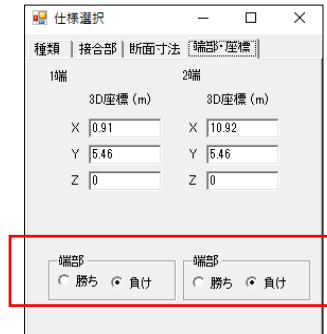 仕様選択
種類 接合部 断面寸法 端部・座標
1端 2端
3D座標 (m) 3D座標 (m)
X 0.91 X 10.92
Y 5.46 Y 5.46
Z 0 Z 0
端部 端部
勝ち 負け 勝ち 負け